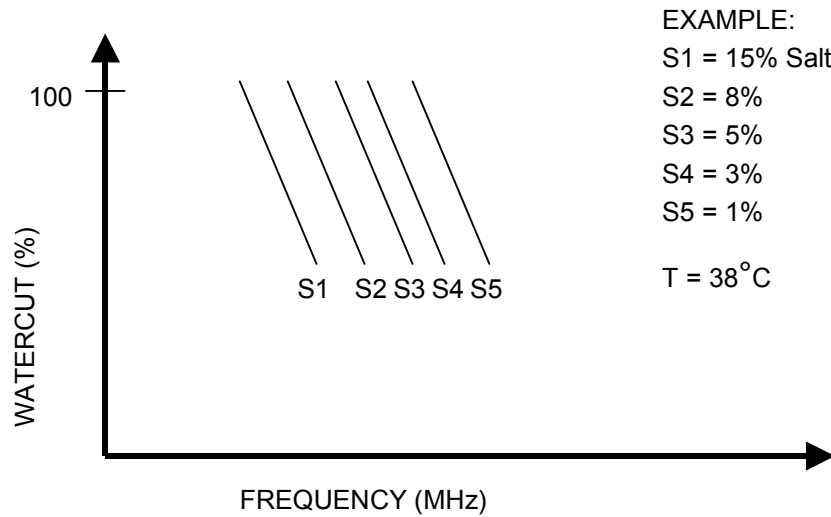 EXAMPLE:
S1 = 15% Salt
S2 = 8%
S3 = 5%
S4 = 3%
S5 = 1%
T = 38°C
100
WATERCUT (%)
S1 S2 S3 S4 S5
FREQUENCY (MHz)